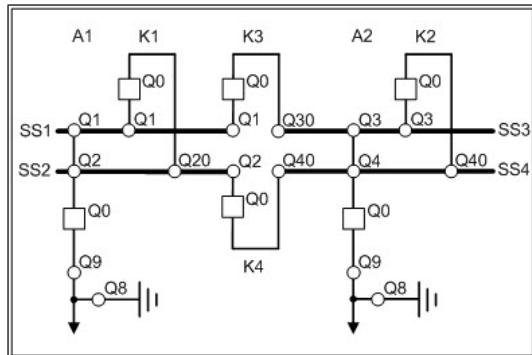 A1 K1 K3 A2 K2
Q0 Q0 Q0
SS1 Q1 Q1 Q1 Q30 Q3 Q3 SS3
SS2 Q2 Q20 Q2 Q40 Q4 Q40 SS4
Q0 Q0 Q0
Q9 K4 Q9
Q8 Q8